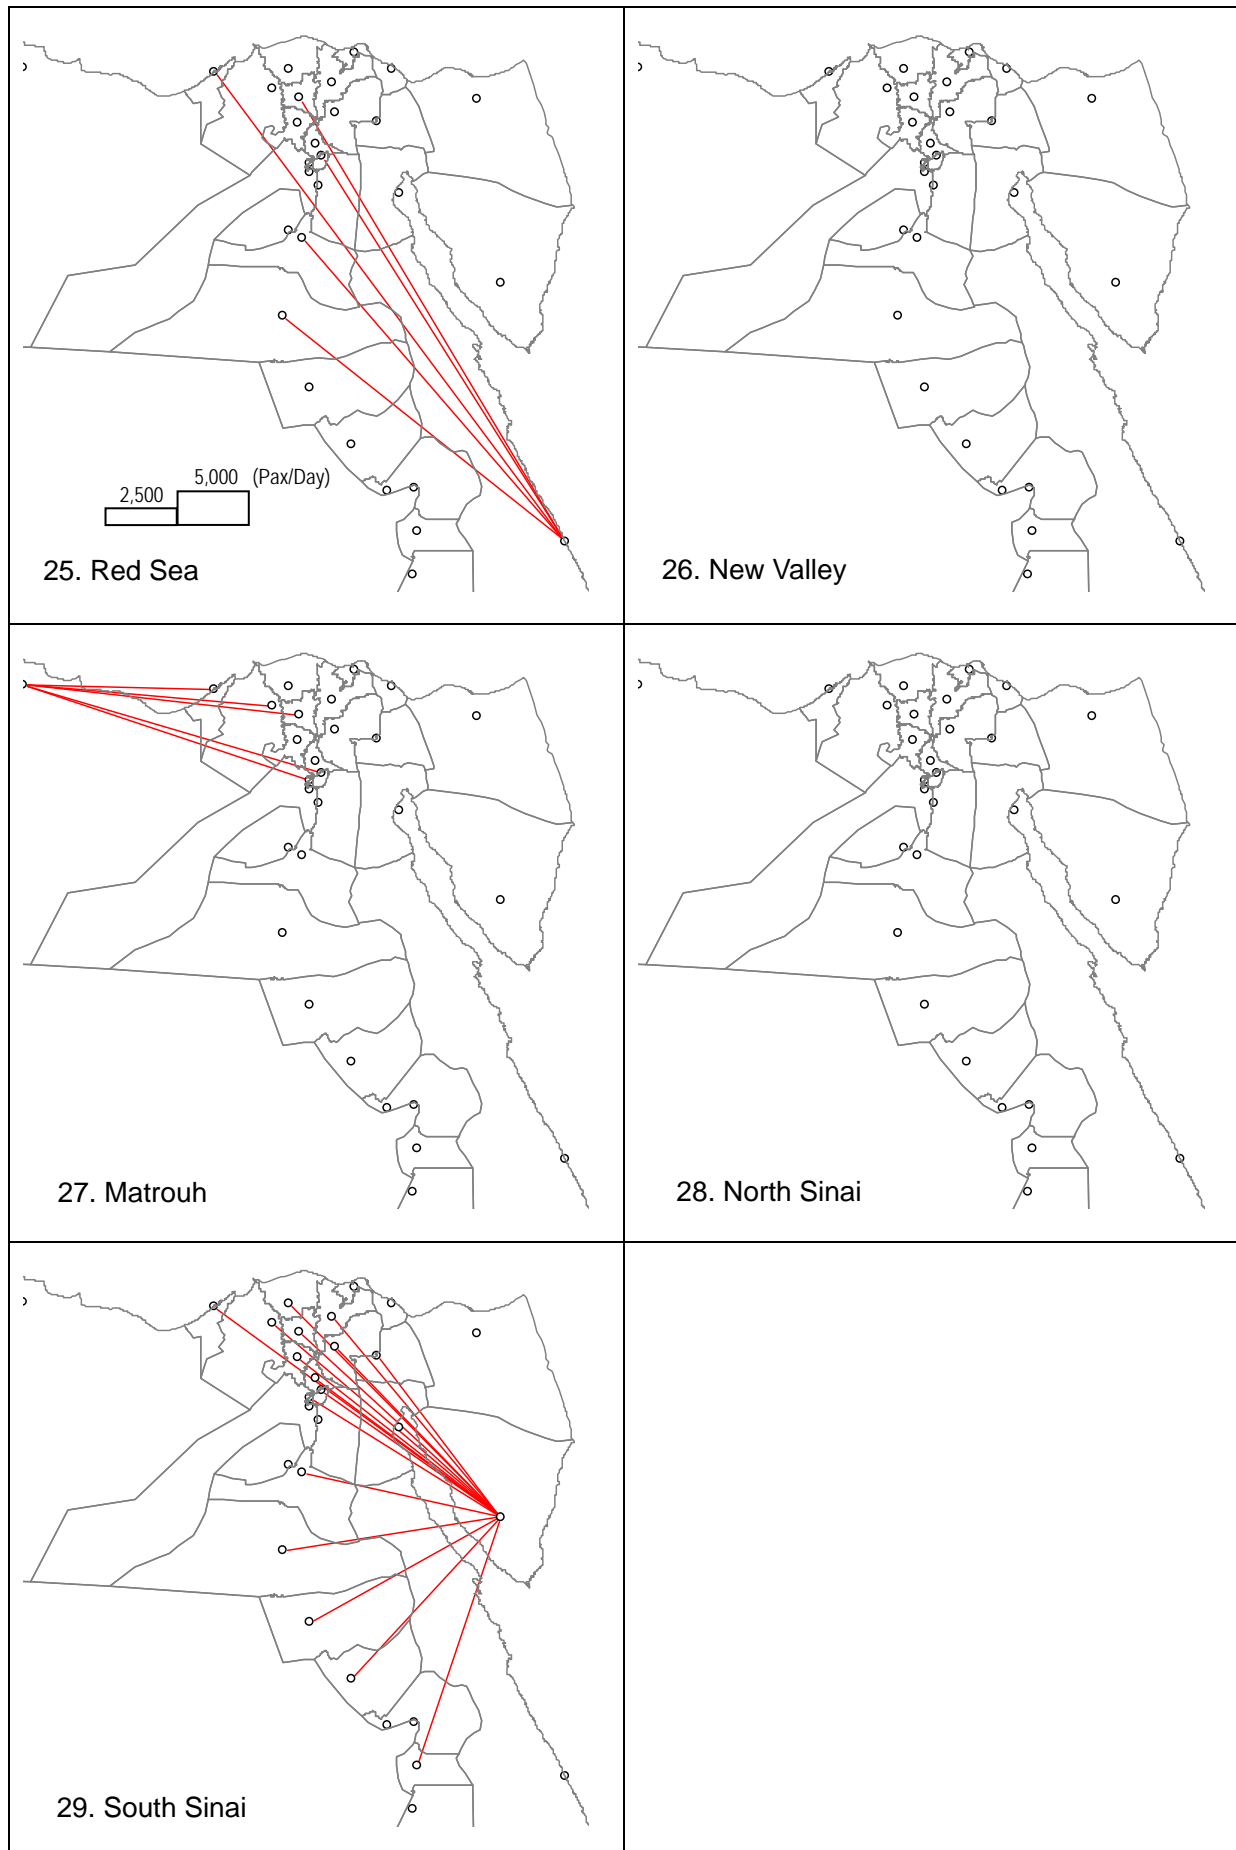 5,000 (Pax/Day)
2,500
25. Red Sea
26. New Valley
27. Matrouh
28. North Sinai
29. South Sinai